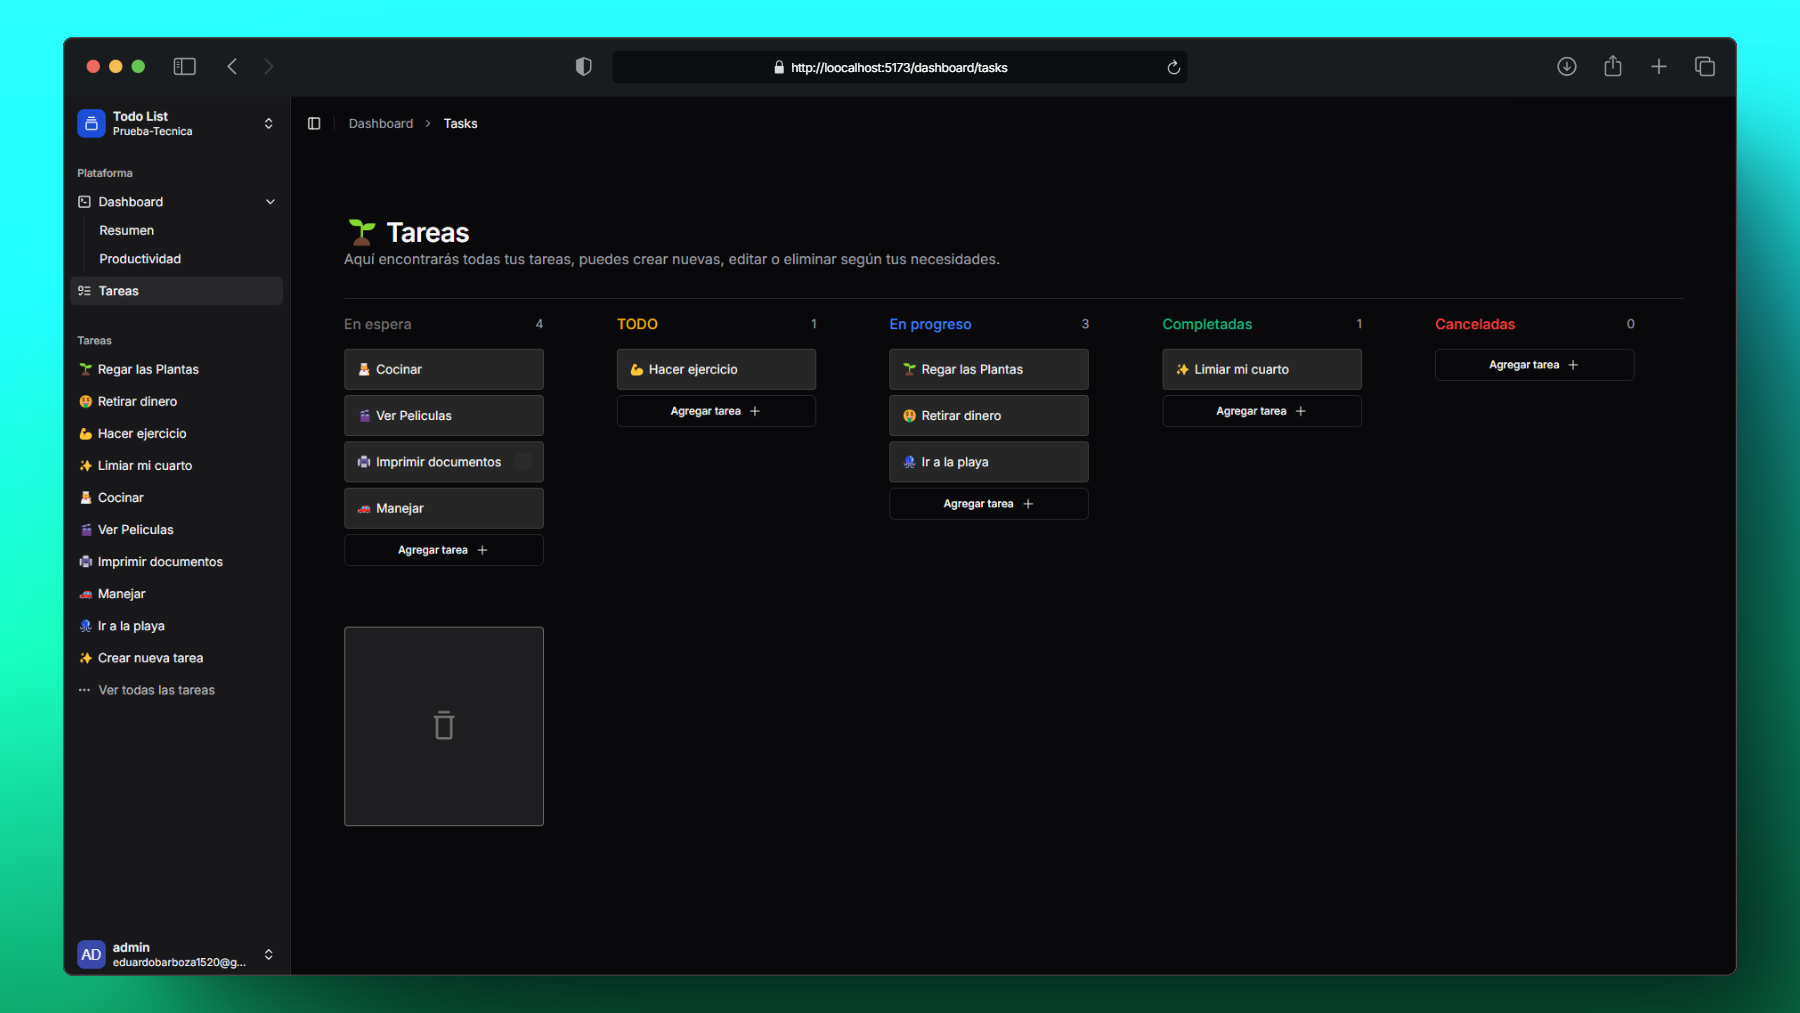 http://loocalhost:5173/dashboard/tasks
Todo List
Prueba-Tecnica
Plataforma
Dashboard
Resumen
Productividad
Tareas
Tareas
Regar las Plantas
Retirar dinero
Hacer ejercicio
Limiar mi cuarto
Cocinar
Ver Peliculas
Imprimir documentos
Manejar
Ir a la playa
Crear nueva tarea
Ver todas las tareas
AD
admin
eduardobarboza1520@g...
Dashboard > Tasks
Tareas
Aquí encontrarás todas tus tareas, puedes crear nuevas, editar o eliminar según tus necesidades.
En espera 4
Cocinar
Ver Peliculas
Imprimir documentos
Manejar
Agregar tarea +
TODO 1
Hacer ejercicio
Agregar tarea +
En progreso 3
Regar las Plantas
Retirar dinero
Ir a la playa
Agregar tarea +
Completadas 1
Limiar mi cuarto
Agregar tarea +
Canceladas 0
Agregar tarea +